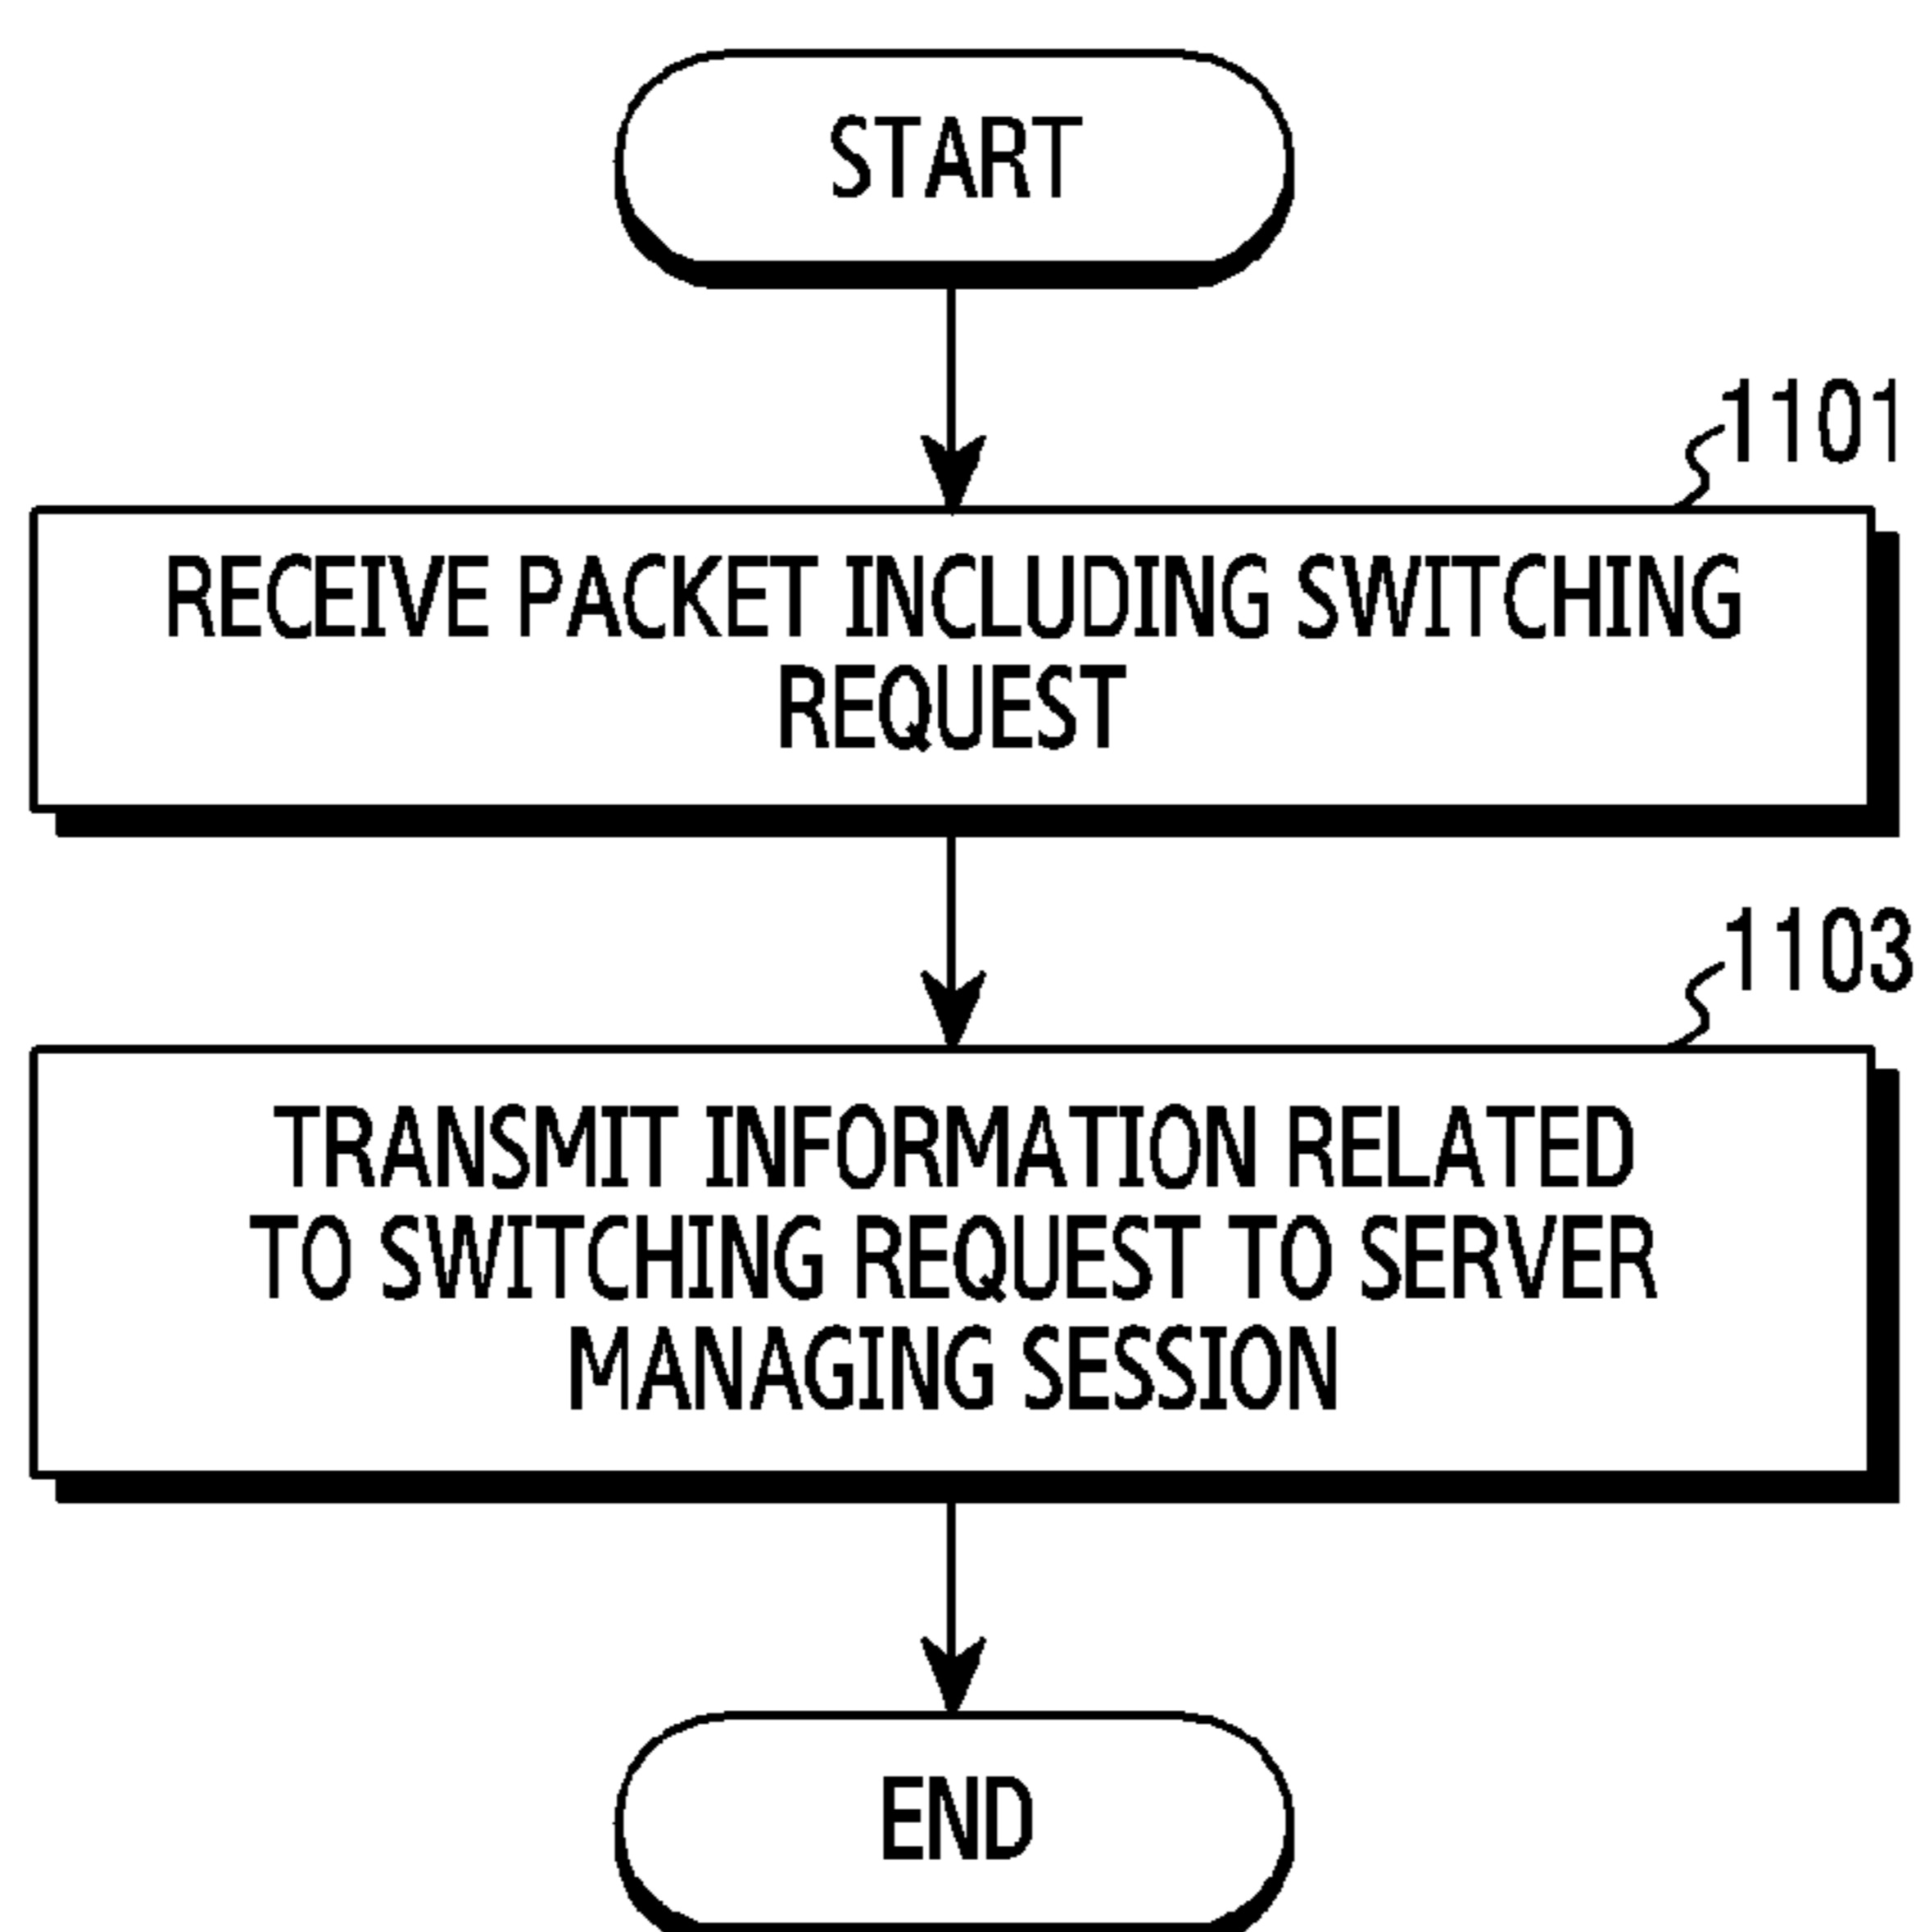 START
1101
RECEIVE PACKET INCLUDING SWITCHING
REQUEST
1103
TRANSMIT INFORMATION RELATED
TO SWITCHING REQUEST TO SERVER
MANAGING SESSION
END